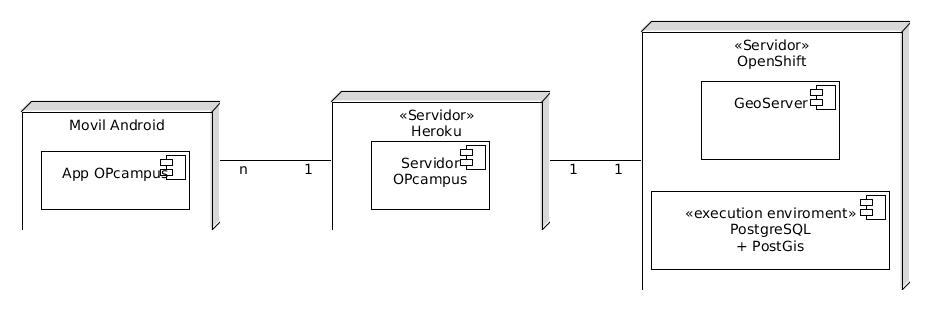 Movil Android
App OPcampus
n
1
«Servidor»
Heroku
Servidor
OPcampus
1
1
«Servidor»
OpenShift
GeoServer
«execution enviroment»
PostgreSQL
+ PostGis